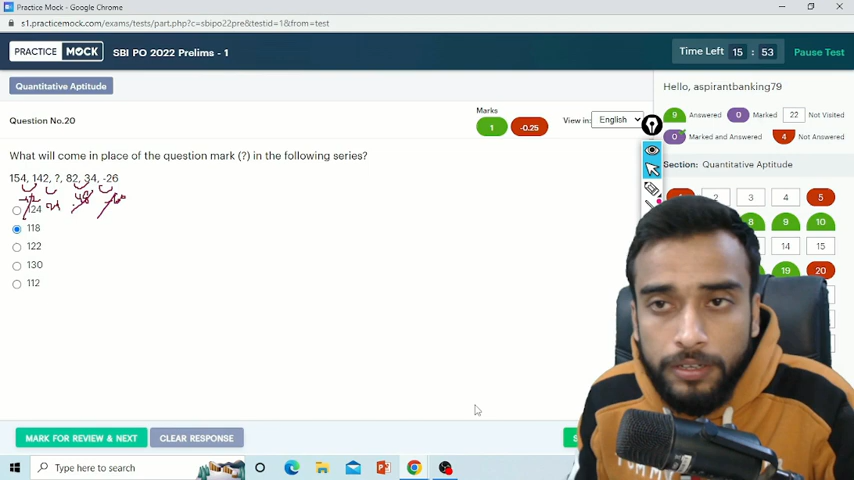 Practice Mock - Google Chrome
s1.practicemock.com/exams/tests/part.php?c=sbipo22pre&testid=1&from=test
PRACTICE MOCK
SBI PO 2022 Prelims - 1
Time Left 15 : 53
Pause Test
Quantitative Aptitude
Hello, aspirantbanking79
Question No.20
Marks
1 -0.25
View in: English
9 Answered 0 Marked 22 Not Visited
0 Marked and Answered 4 Not Answered
Section: Quantitative Aptitude
What will come in place of the question mark (?) in the following series?
154, 142, ?, 82, 34, -26
-12 -24 -48 -60
124
118
122
130
112
2 3 4 5
8 9 10
14 15
19 20
MARK FOR REVIEW & NEXT
CLEAR RESPONSE
S
Type here to search
TOMMY